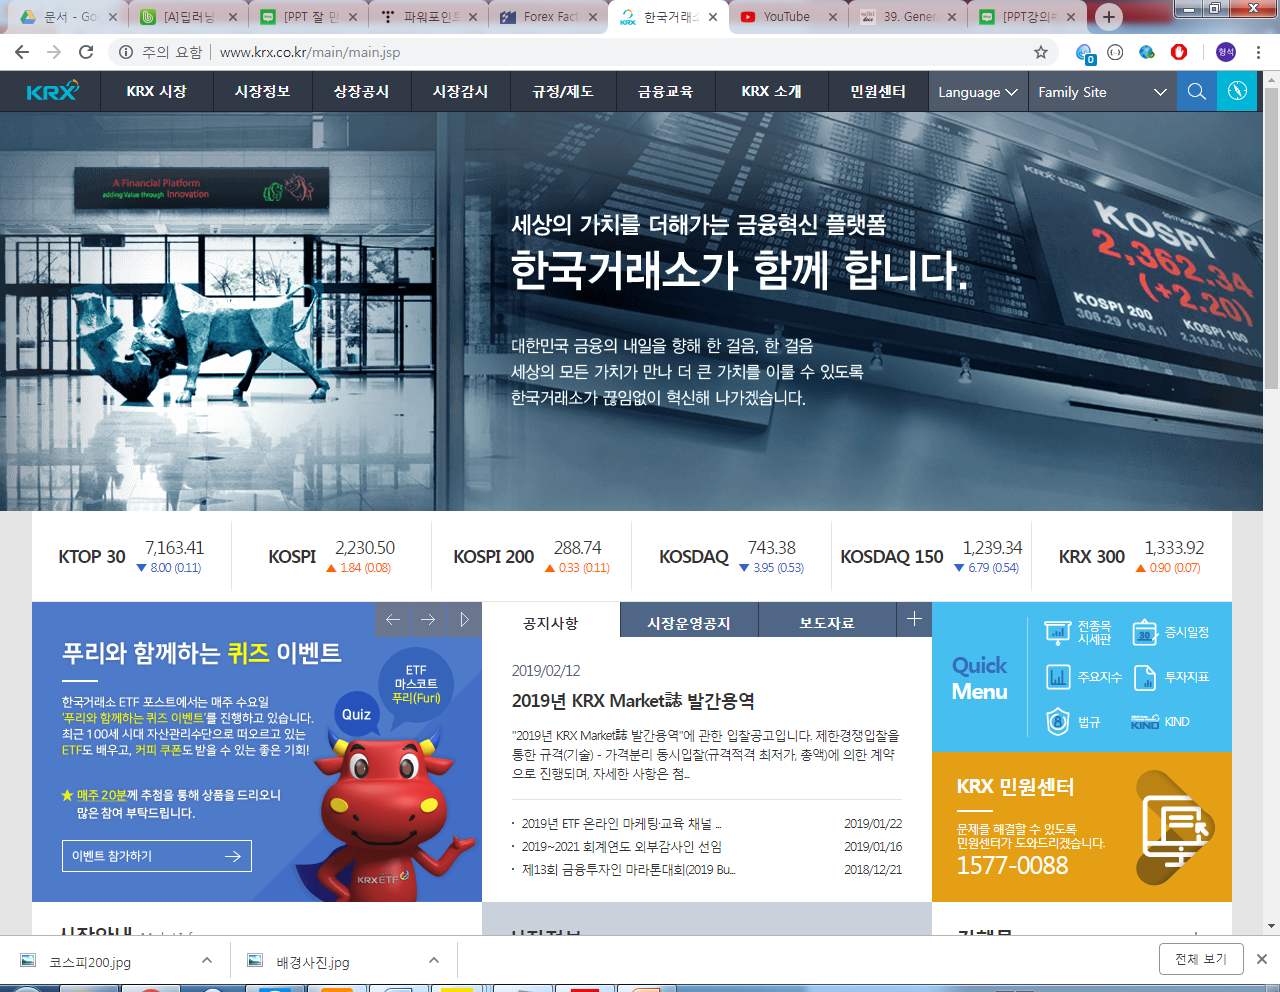 문서 - Go
[A]딥러닝
[PPT 잘 만
파워포인트
Forex Fact
한국거래소
YouTube
39. Gener
[PPT강의
주의 요함 | www.krx.co.kr/main/main.jsp
0
형석
KRX
KRX 시장
시장정보
상장공시
시장감시
규정/제도
금융교육
KRX 소개
민원센터
Language
Family Site
A Financial Platform
adding Value through Innovation
세상의 가치를 더해가는 금융혁신 플랫폼
한국거래소가 함께 합니다.
대한민국 금융의 내일을 향해 한 걸음, 한 걸음
세상의 모든 가치가 만나 더 큰 가치를 이룰 수 있도록
한국거래소가 끊임없이 혁신해 나가겠습니다.
KRX
KOSPI
2,362.34
(+2.20)
KOSPI 200
308.29 (+0.61)
KOSPI 100
KTOP 30 7,163.41
▼ 8.00 (0.11)
KOSPI 2,230.50
▲ 1.84 (0.08)
KOSPI 200 288.74
▲ 0.33 (0.11)
KOSDAQ 743.38
▼ 3.95 (0.53)
KOSDAQ 150 1,239.34
▼ 6.79 (0.54)
KRX 300 1,333.92
▲ 0.90 (0.07)
푸리와 함께하는 퀴즈 이벤트
한국거래소 ETF 포스트에서는 매주 수요일
'푸리와 함께하는 퀴즈 이벤트'를 진행하고 있습니다.
최근 100세 시대 자산관리수단으로 떠오르고 있는
ETF도 배우고, 커피 쿠폰도 받을 수 있는 좋은 기회!
★ 매주 20분께 추첨을 통해 상품을 드리오니
많은 참여 부탁드립니다.
이벤트 참가하기
Quiz
ETF
마스코트
푸리(Furi)
KRX ETF
공지사항
시장운영공지
보도자료
2019/02/12
2019년 KRX Market誌 발간용역
"2019년 KRX Market誌 발간용역"에 관한 입찰공고입니다. 제한경쟁입찰을
통한 규격(기술) - 가격분리 동시입찰(규격적격 최저가, 총액)에 의한 계약
으로 진행되며, 자세한 사항은 첨...
· 2019년 ETF 온라인 마케팅·교육 채널 ... 2019/01/22
· 2019~2021 회계연도 외부감사인 선임 2019/01/16
· 제13회 금융투자인 마라톤대회(2019 Bu... 2018/12/21
Quick
Menu
전종목
시세판
30
증시일정
주요지수
투자지표
법규
KIND
KIND
KRX 민원센터
문제를 해결할 수 있도록
민원센터가 도와드리겠습니다.
1577-0088
시장안내
시장정보
코스피200.jpg
배경사진.jpg
전체 보기